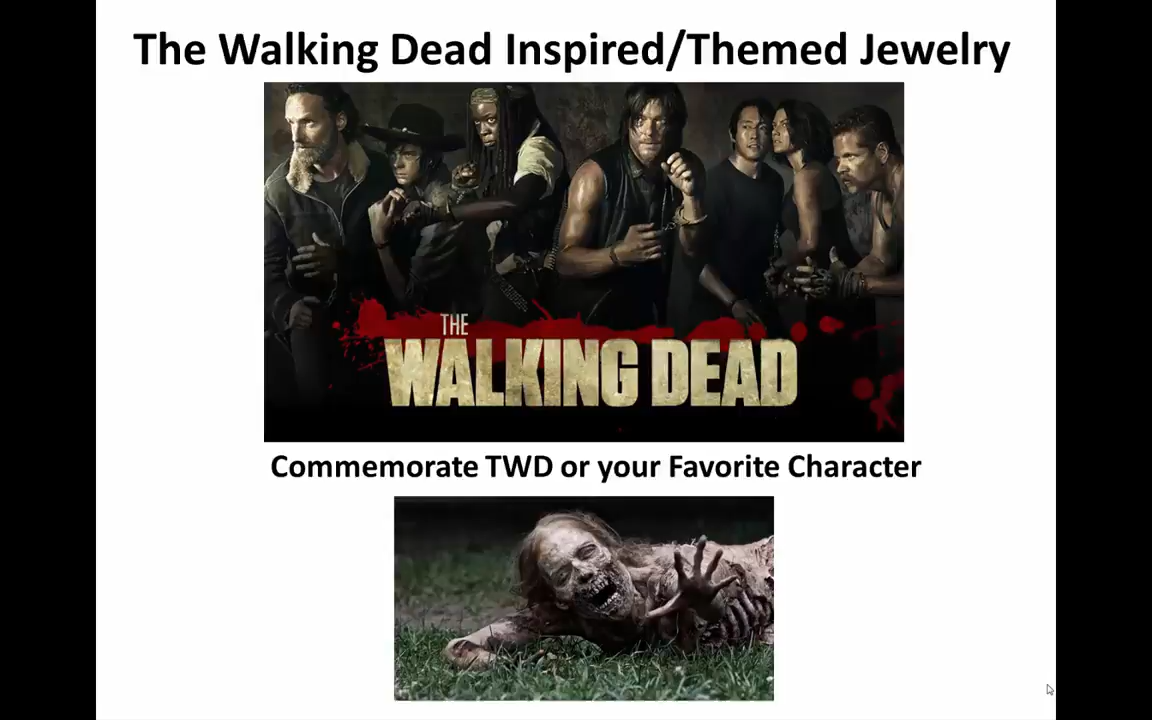 The Walking Dead Inspired/Themed Jewelry
THE
WALKING DEAD
Commemorate TWD or your Favorite Character